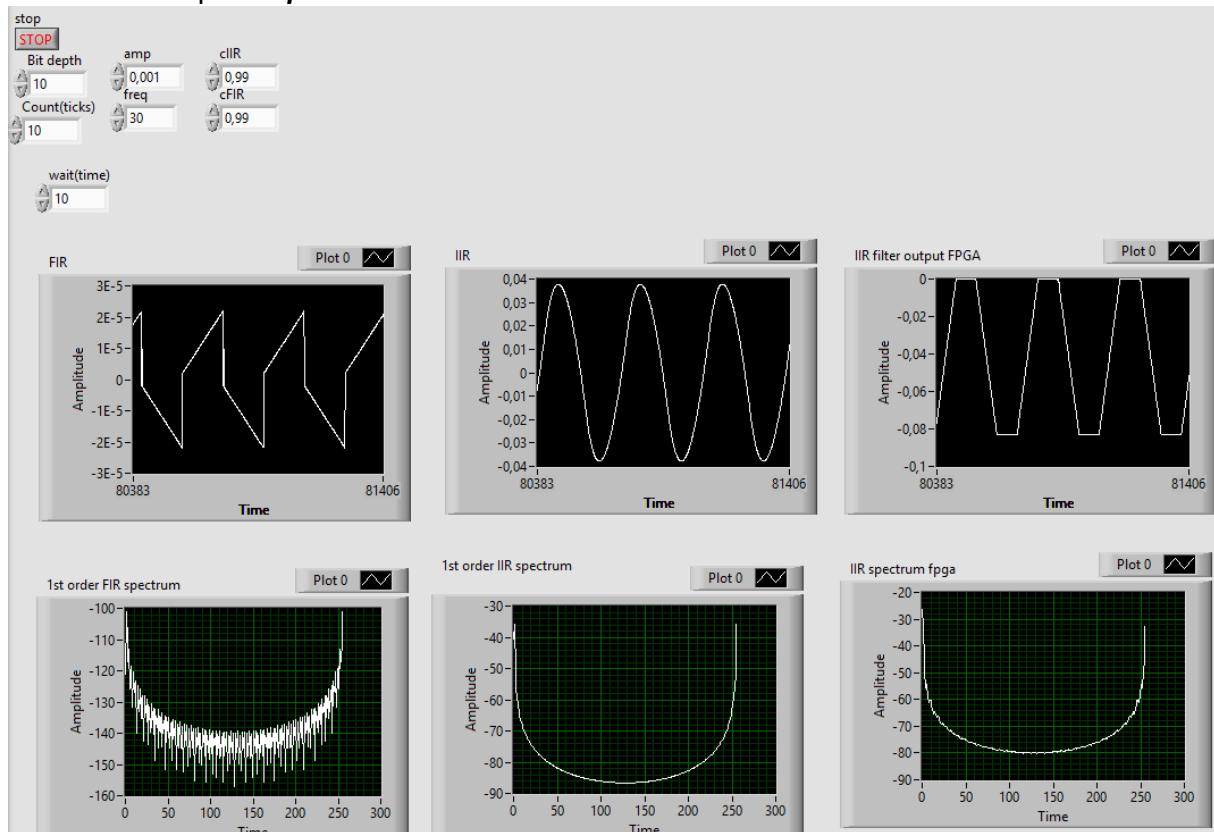 stop
STOP
Bit depth
10
amp
0,001
cIIR
0,99
Count(ticks)
10
freq
30
cFIR
0,99
wait(time)
10
FIR
Plot 0
3E-5
2E-5
1E-5
0
-1E-5
-2E-5
-3E-5
Amplitude
80383
81406
Time
IIR
Plot 0
0,04
0,03
0,02
0,01
0
-0,01
-0,02
-0,03
-0,04
Amplitude
80383
81406
Time
IIR filter output FPGA
Plot 0
0
-0,02
-0,04
-0,06
-0,08
-0,1
Amplitude
80383
81406
Time
1st order FIR spectrum
Plot 0
-100
-110
-120
-130
-140
-150
-160
Amplitude
0 50 100 150 200 250 300
Time
1st order IIR spectrum
Plot 0
-30
-40
-50
-60
-70
-80
-90
Amplitude
0 50 100 150 200 250 300
Time
IIR spectrum fpga
Plot 0
-20
-30
-40
-50
-60
-70
-80
-90
Amplitude
0 50 100 150 200 250 300
Time